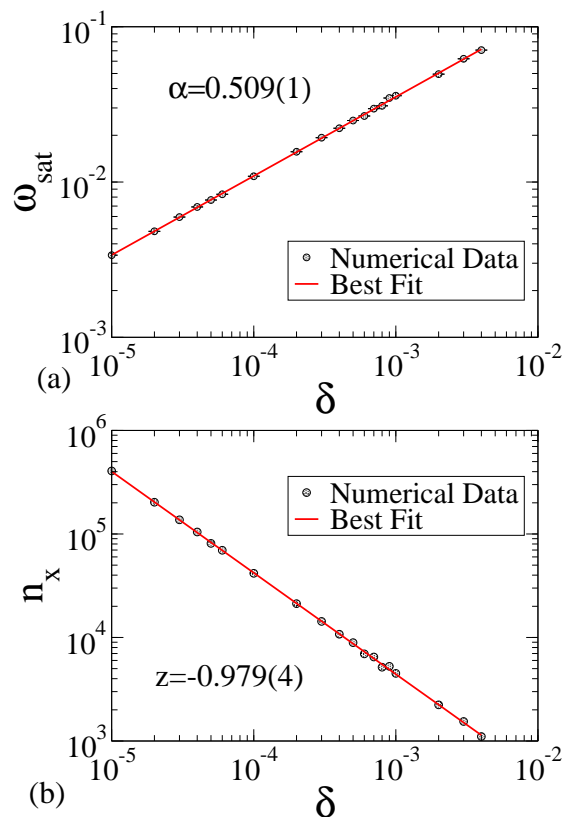 10^-1
α=0.509(1)
ω_sat
10^-2
Numerical Data
Best Fit
10^-3
10^-5 10^-4 10^-3 10^-2
(a)
δ
10^6
Numerical Data
Best Fit
10^5
n_x
10^4
z=-0.979(4)
10^3
10^-5 10^-4 10^-3 10^-2
(b)
δ